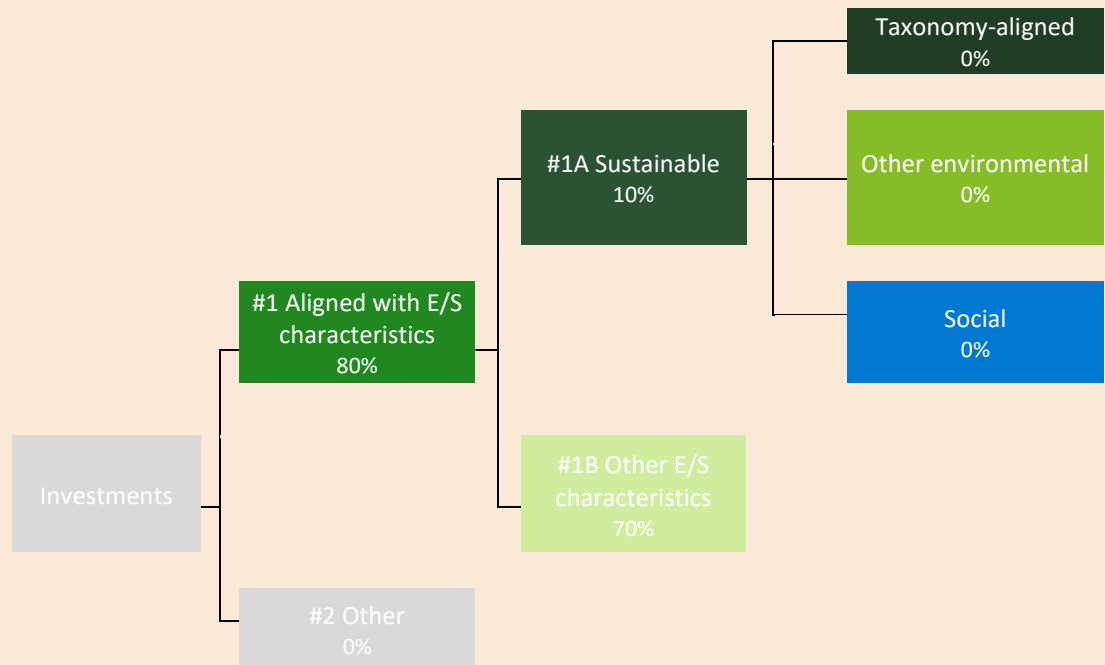 Taxonomy-aligned
0%
#1A Sustainable
10%
Other environmental
0%
#1 Aligned with E/S
characteristics
80%
Social
0%
Investments
#1B Other E/S
characteristics
70%
#2 Other
0%